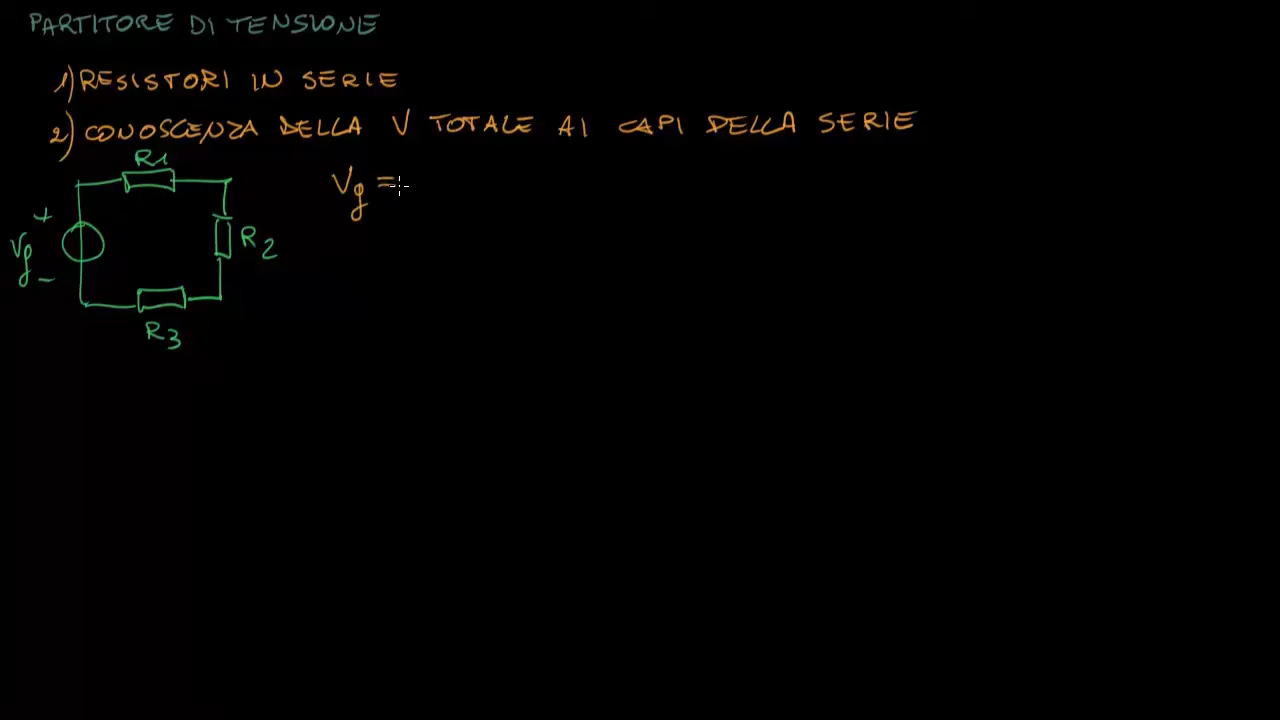 PARTITORE DI TENSIONE
1) RESISTORI IN SERIE
2) CONOSCENZA DELLA V TOTALE AI CAPI DELLA SERIE
R1
Vg =
+
Vg
R2
-
R3